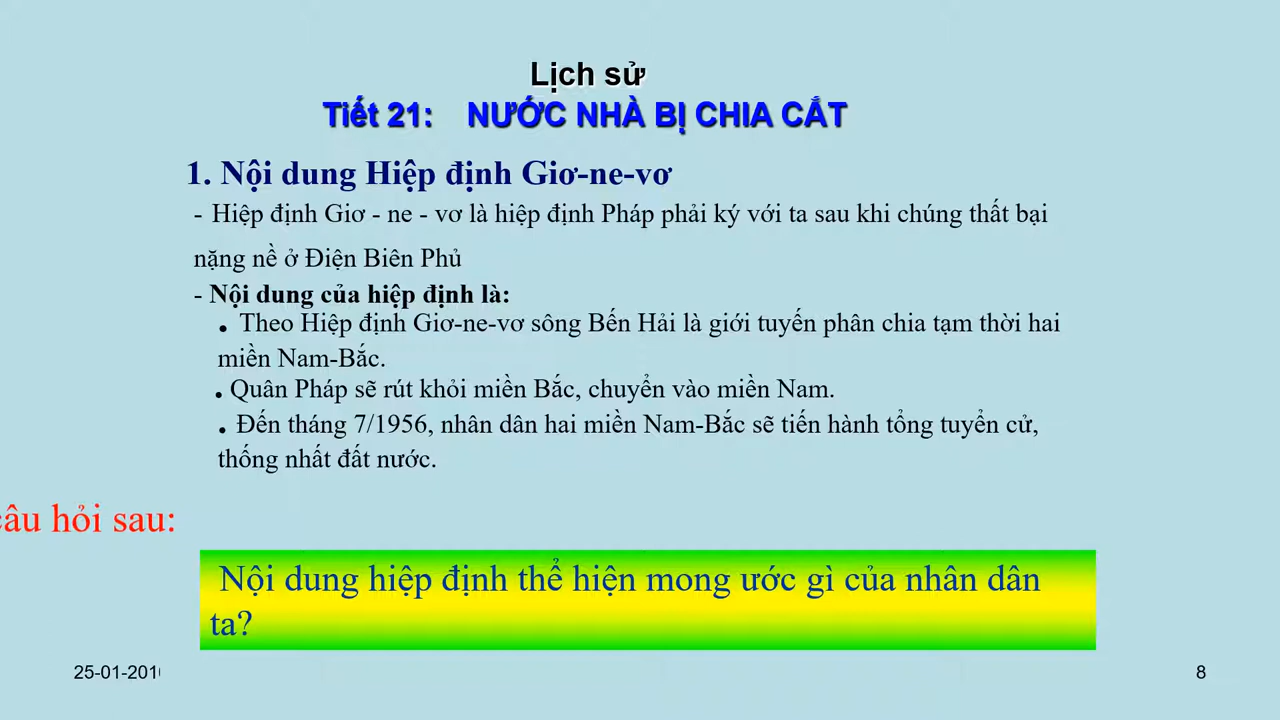 Lịch sử
Tiết 21: NƯỚC NHÀ BỊ CHIA CẮT
1. Nội dung Hiệp định Giơ-ne-vơ
- Hiệp định Giơ - ne - vơ là hiệp định Pháp phải ký với ta sau khi chúng thất bại
nặng nề ở Điện Biên Phủ
- Nội dung của hiệp định là:
. Theo Hiệp định Giơ-ne-vơ sông Bến Hải là giới tuyến phân chia tạm thời hai
miền Nam-Bắc.
. Quân Pháp sẽ rút khỏi miền Bắc, chuyển vào miền Nam.
. Đến tháng 7/1956, nhân dân hai miền Nam-Bắc sẽ tiến hành tổng tuyển cử,
thống nhất đất nước.
câu hỏi sau:
Nội dung hiệp định thể hiện mong ước gì của nhân dân
ta?
25-01-201
8